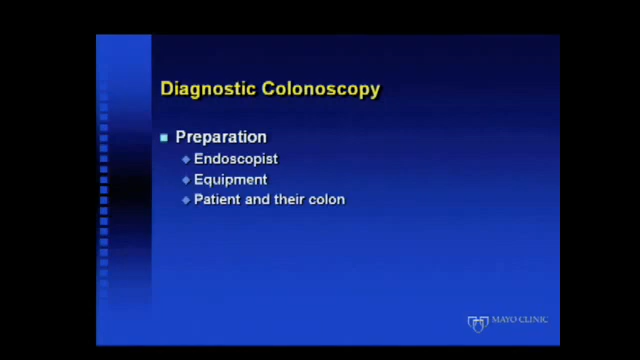 Diagnostic Colonoscopy
Preparation
Endoscopist
Equipment
Patient and their colon
MAYO CLINIC